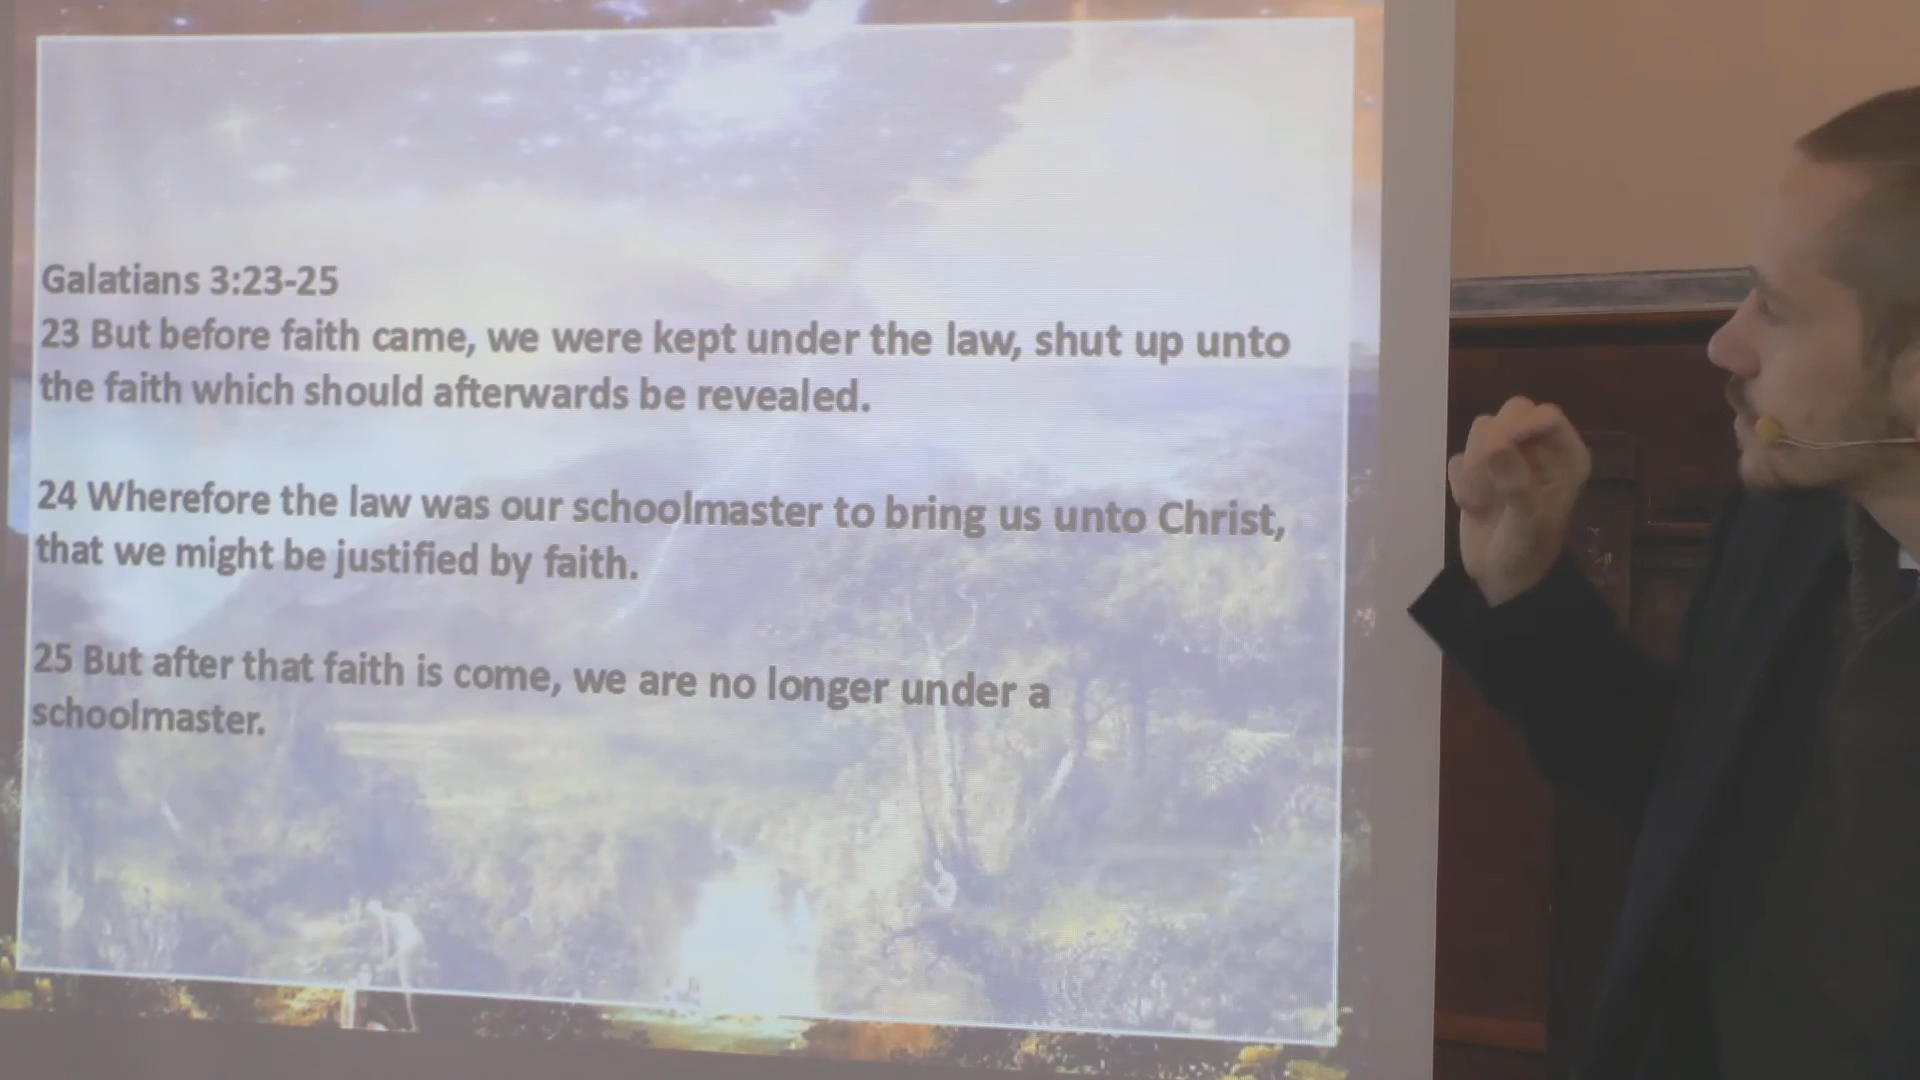 Galatians 3:23-25
23 But before faith came, we were kept under the law, shut up unto
the faith which should afterwards be revealed.
24 Wherefore the law was our schoolmaster to bring us unto Christ,
that we might be justified by faith.
25 But after that faith is come, we are no longer under a
schoolmaster.